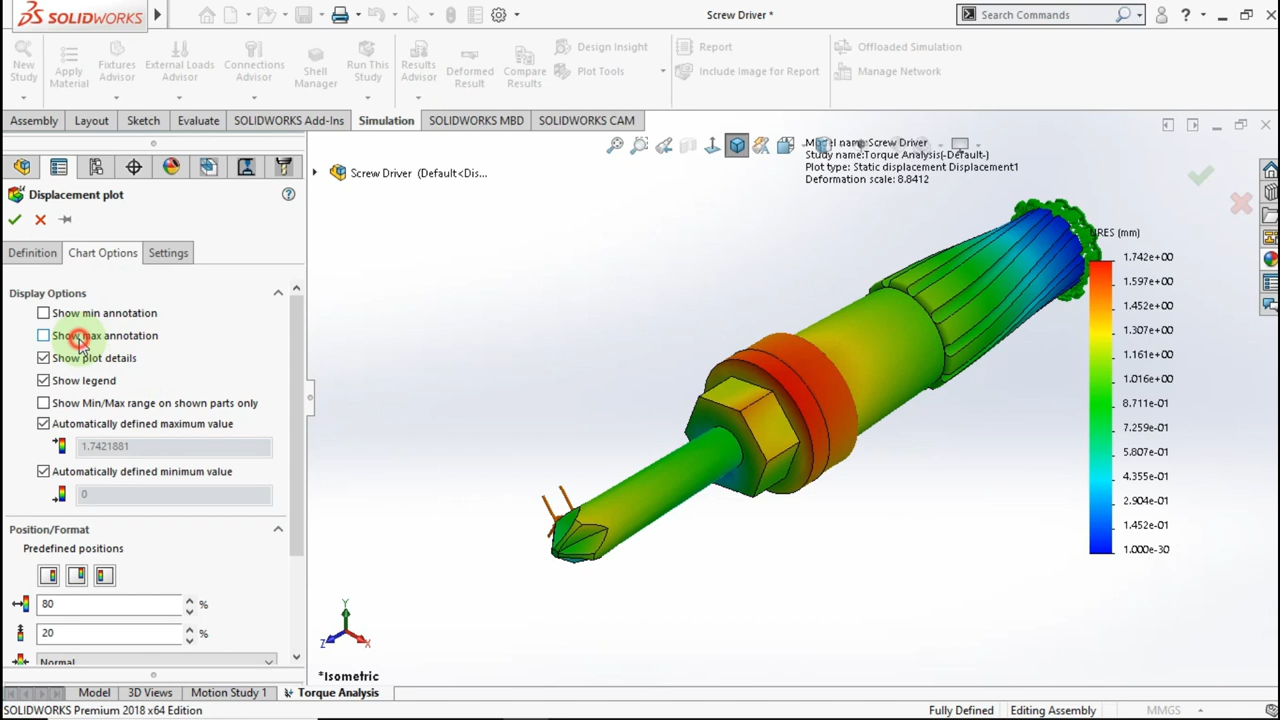 SOLIDWORKS
Screw Driver *
Search Commands
?
New Study
Apply Material
Fixtures Advisor
External Loads Advisor
Connections Advisor
Shell Manager
Run This Study
Results Advisor
Deformed Result
Compare Results
Design Insight
Plot Tools
Report
Include Image for Report
Offloaded Simulation
Manage Network
Assembly
Layout
Sketch
Evaluate
SOLIDWORKS Add-Ins
Simulation
SOLIDWORKS MBD
SOLIDWORKS CAM
Displacement plot
?
Definition
Chart Options
Settings
Display Options
Show min annotation
Show max annotation
Show plot details
Show legend
Show Min/Max range on shown parts only
Automatically defined maximum value
1.7421881
Automatically defined minimum value
0
Position/Format
Predefined positions
80 %
20 %
Normal
Screw Driver (Default<Dis...
Model name:Screw Driver
Study name:Torque Analysis(-Default-)
Plot type: Static displacement Displacement1
Deformation scale: 8.8412
URES (mm)
1.742e+00
1.597e+00
1.452e+00
1.307e+00
1.161e+00
1.016e+00
8.711e-01
7.259e-01
5.807e-01
4.355e-01
2.904e-01
1.452e-01
1.000e-30
Y
Z
X
*Isometric
Model
3D Views
Motion Study 1
Torque Analysis
SOLIDWORKS Premium 2018 x64 Edition
Fully Defined
Editing Assembly
MMGS